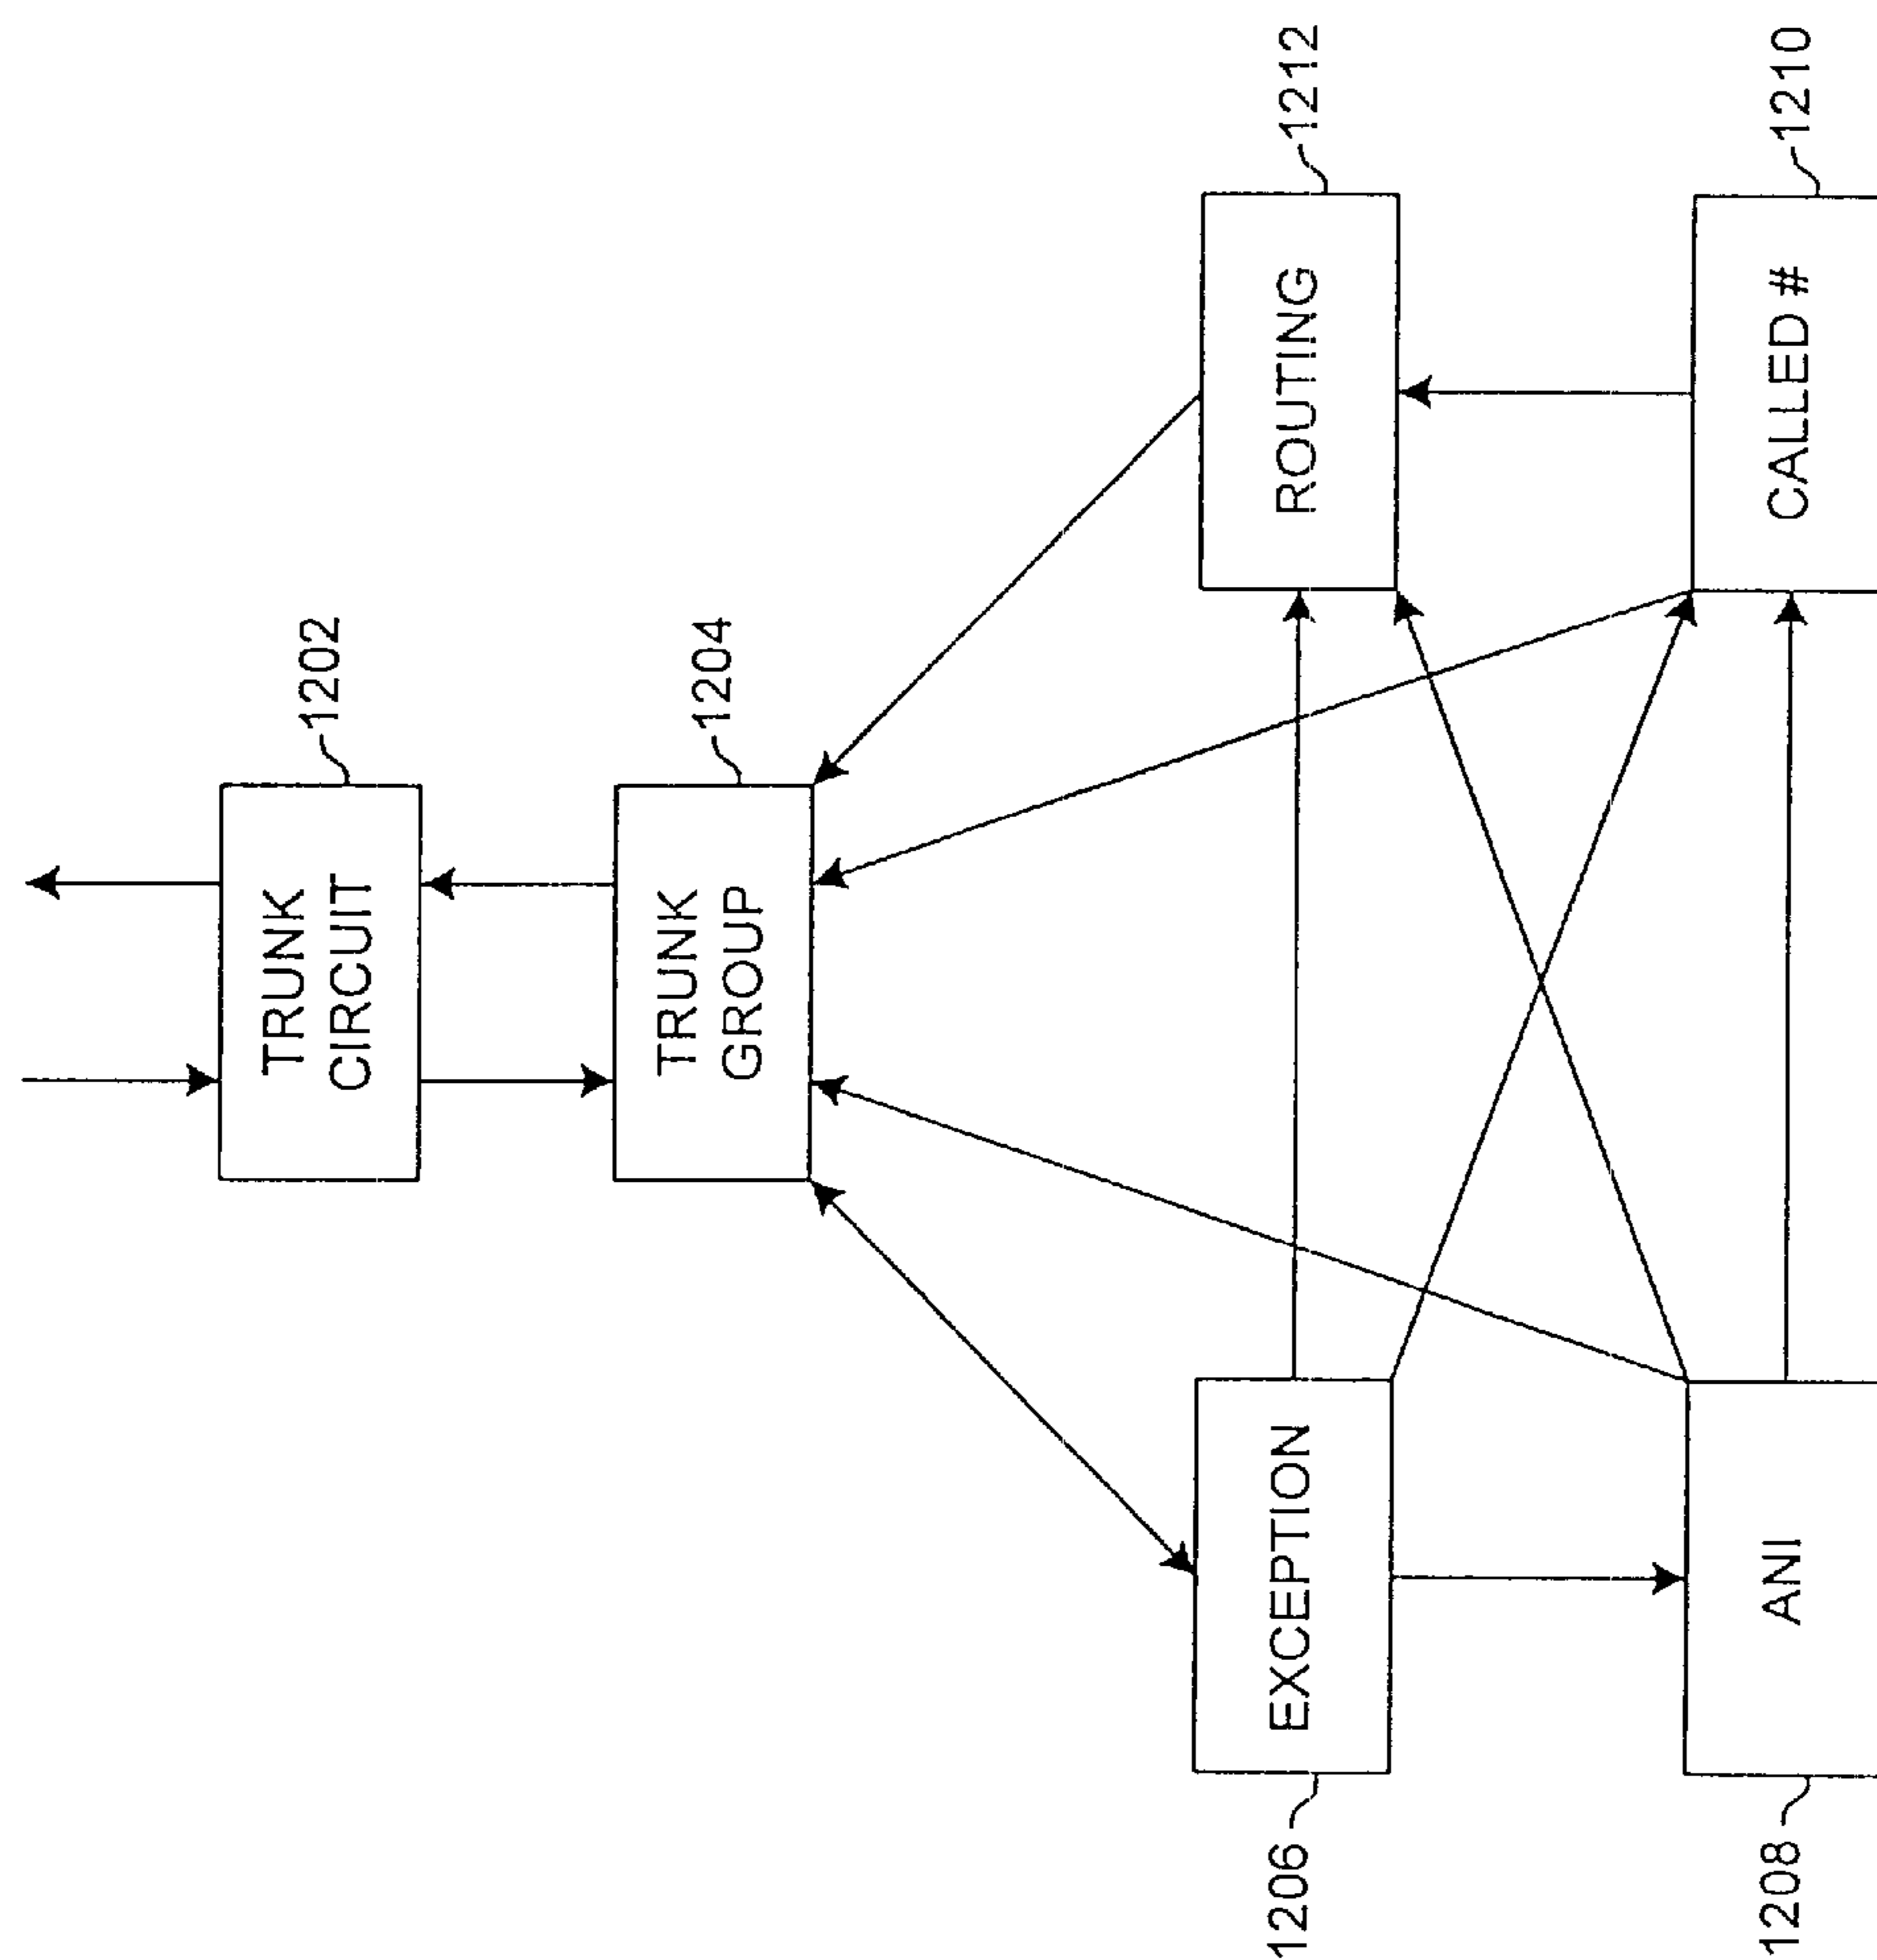 1202
TRUNK
CIRCUIT
1204
TRUNK
GROUP
1206
EXCEPTION
ROUTING
1212
1208
ANI
CALLED #
1210